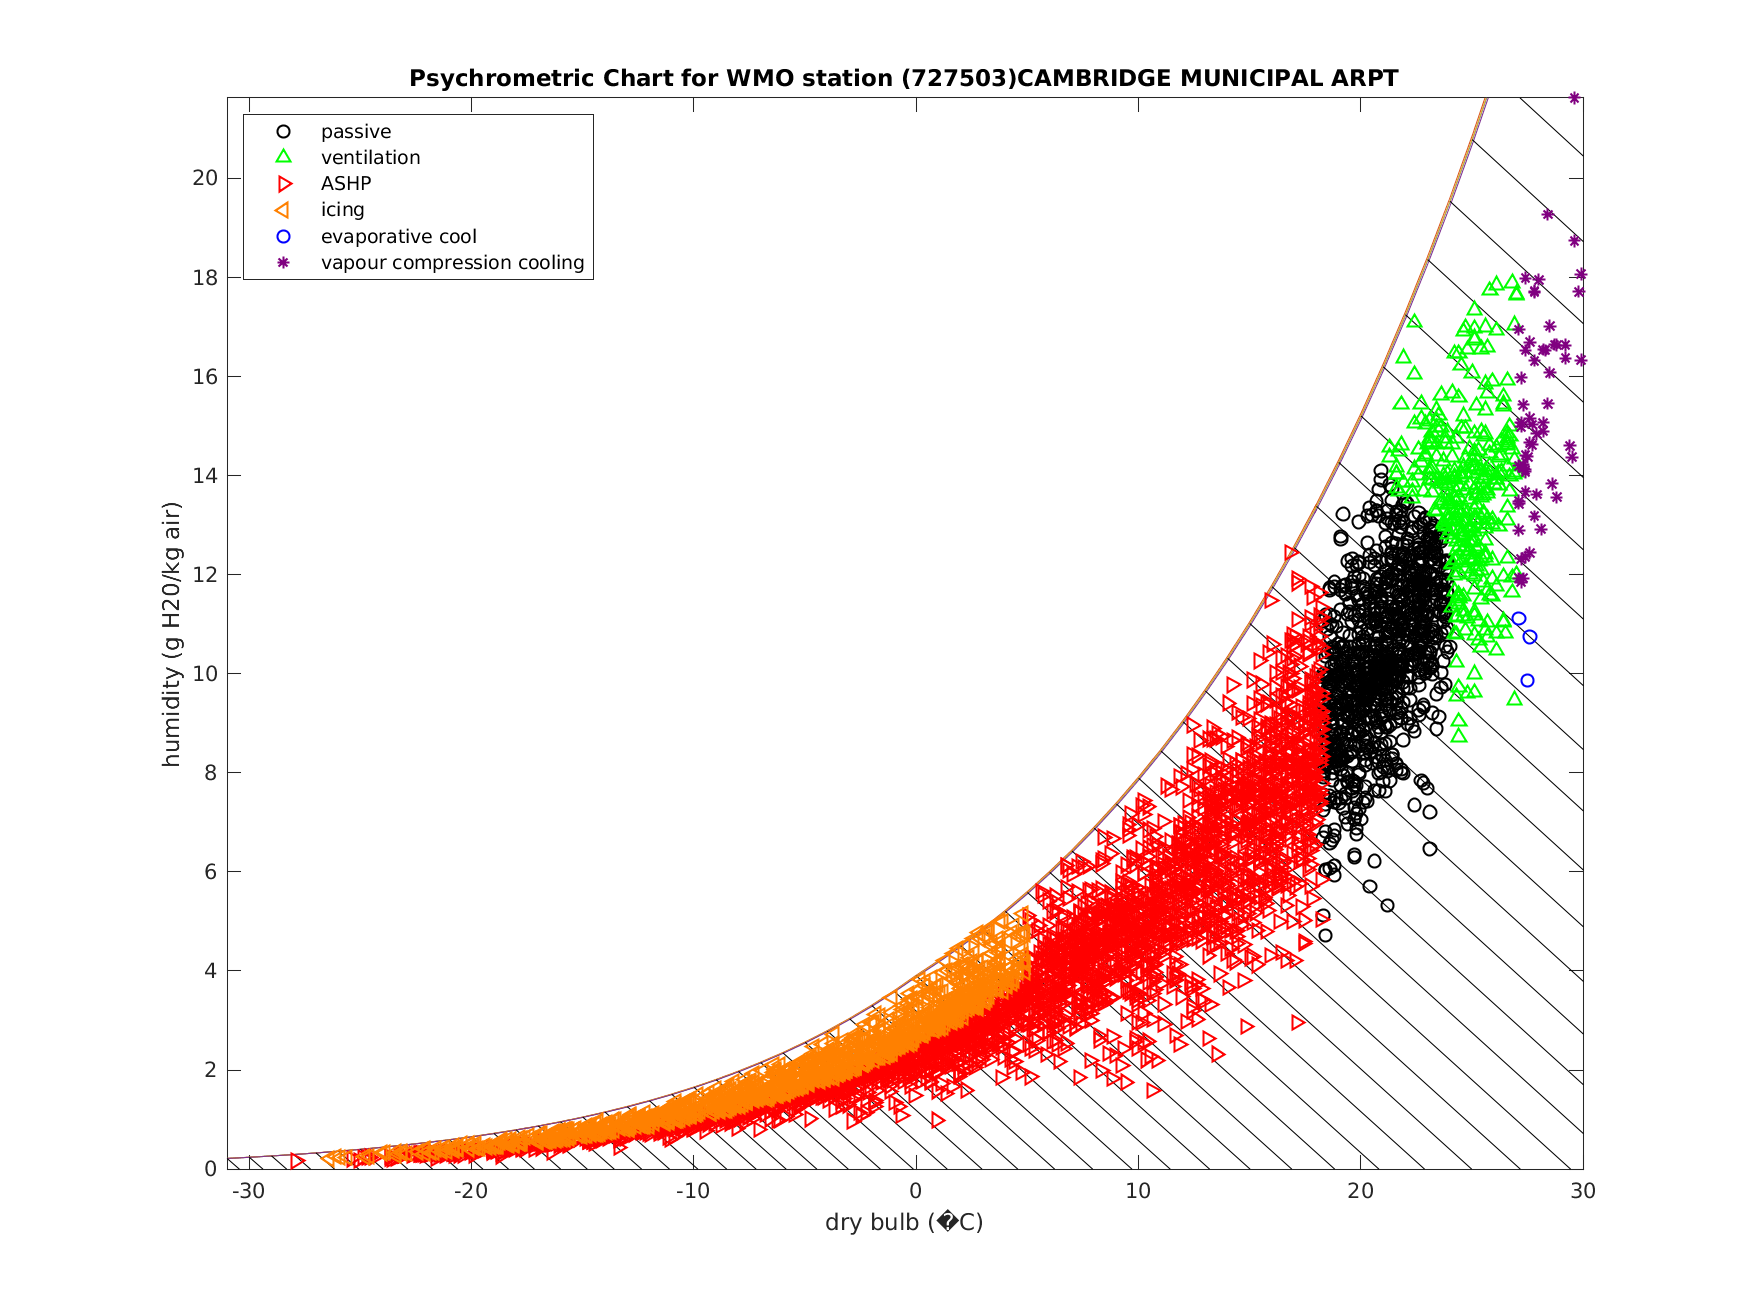 Psychrometric Chart for WMO station (727503)CAMBRIDGE MUNICIPAL ARPT
passive
ventilation
ASHP
icing
evaporative cool
vapour compression cooling
humidity (g H20/kg air)
20
18
16
14
12
10
8
6
4
2
0
-30 -20 -10 0 10 20 30
dry bulb (�C)